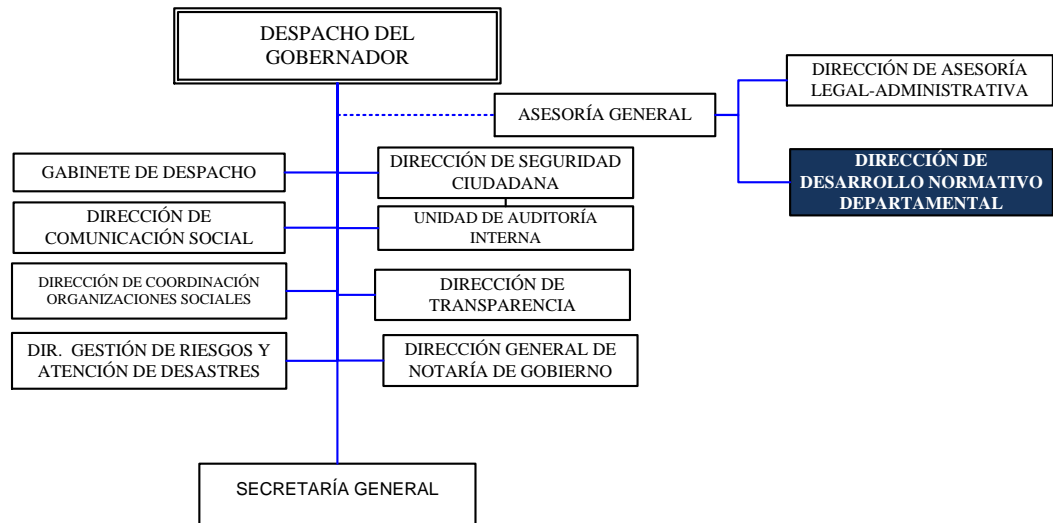 DESPACHO DEL
GOBERNADOR
ASESORÍA GENERAL
DIRECCIÓN DE ASESORÍA
LEGAL-ADMINISTRATIVA
DIRECCIÓN DE
DESARROLLO NORMATIVO
DEPARTAMENTAL
GABINETE DE DESPACHO
DIRECCIÓN DE SEGURIDAD
CIUDADANA
DIRECCIÓN DE
COMUNICACIÓN SOCIAL
UNIDAD DE AUDITORÍA
INTERNA
DIRECCIÓN DE COORDINACIÓN
ORGANIZACIONES SOCIALES
DIRECCIÓN DE
TRANSPARENCIA
DIR. GESTIÓN DE RIESGOS Y
ATENCIÓN DE DESASTRES
DIRECCIÓN GENERAL DE
NOTARÍA DE GOBIERNO
SECRETARÍA GENERAL